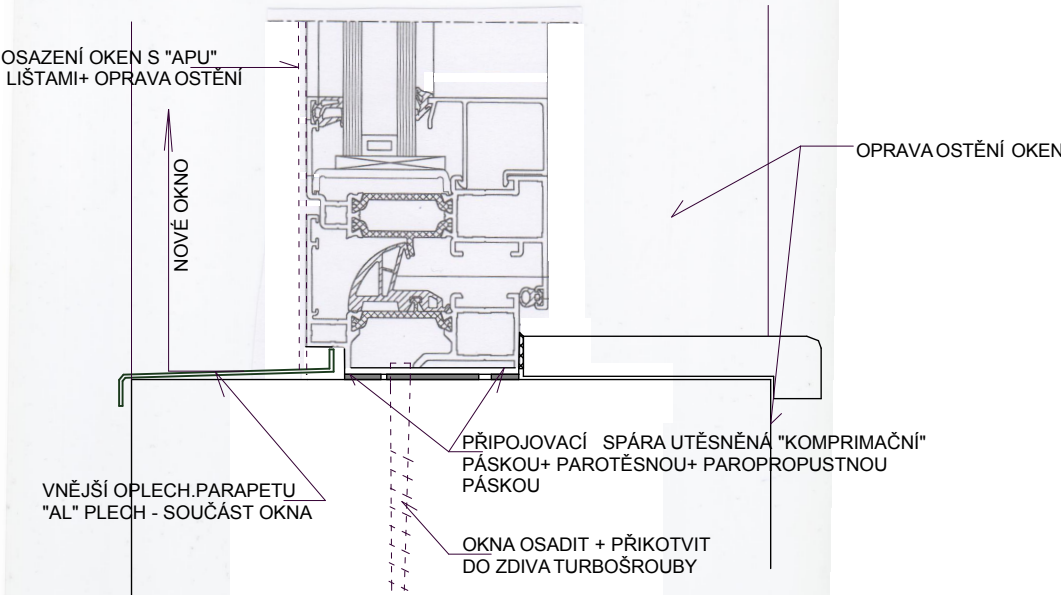 OSAZENÍ OKEN S "APU"
LIŠTAMI+ OPRAVA OSTĚNÍ
NOVÉ OKNO
OPRAVA OSTĚNÍ OKEN
PŘIPOJOVACÍ SPÁRA UTĚSNĚNÁ "KOMPRIMAČNÍ"
PÁSKOU+ PAROTĚSNOU+ PAROPROPUSTNOU
PÁSKOU
VNĚJŠÍ OPLECH.PARAPETU
"AL" PLECH - SOUČÁST OKNA
OKNA OSADIT + PŘIKOTVIT
DO ZDIVA TURBOŠROUBY